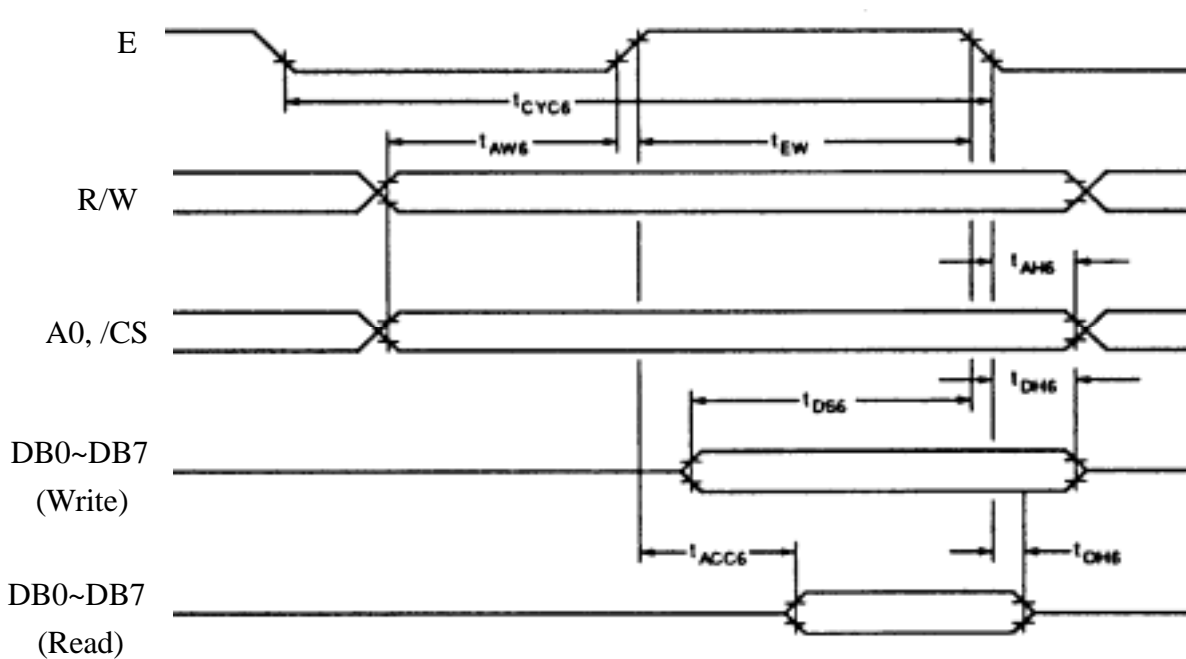 E
tCYC6
tAW6
tEW
R/W
tAH6
A0, /CS
tDH6
tDS6
DB0~DB7
(Write)
tACC6
tOH6
DB0~DB7
(Read)